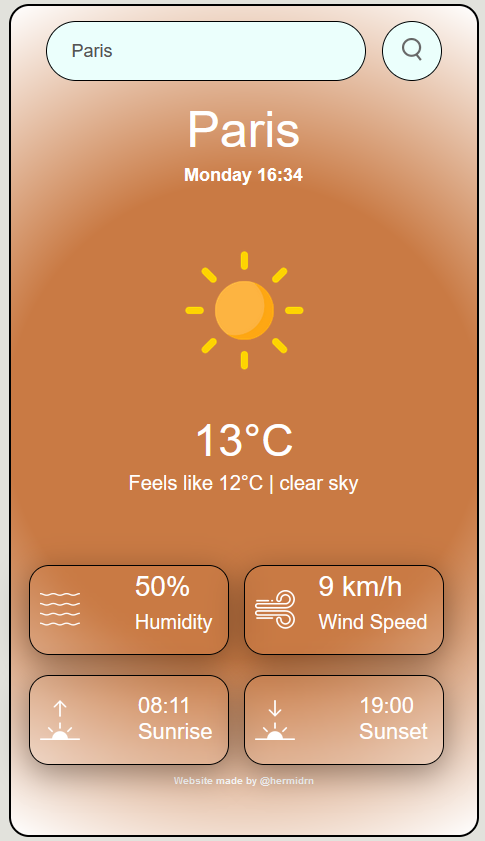 Paris
Paris
Monday 16:34
13°C
Feels like 12°C | clear sky
50%
Humidity
9 km/h
Wind Speed
08:11
Sunrise
19:00
Sunset
Website made by @hermidrn